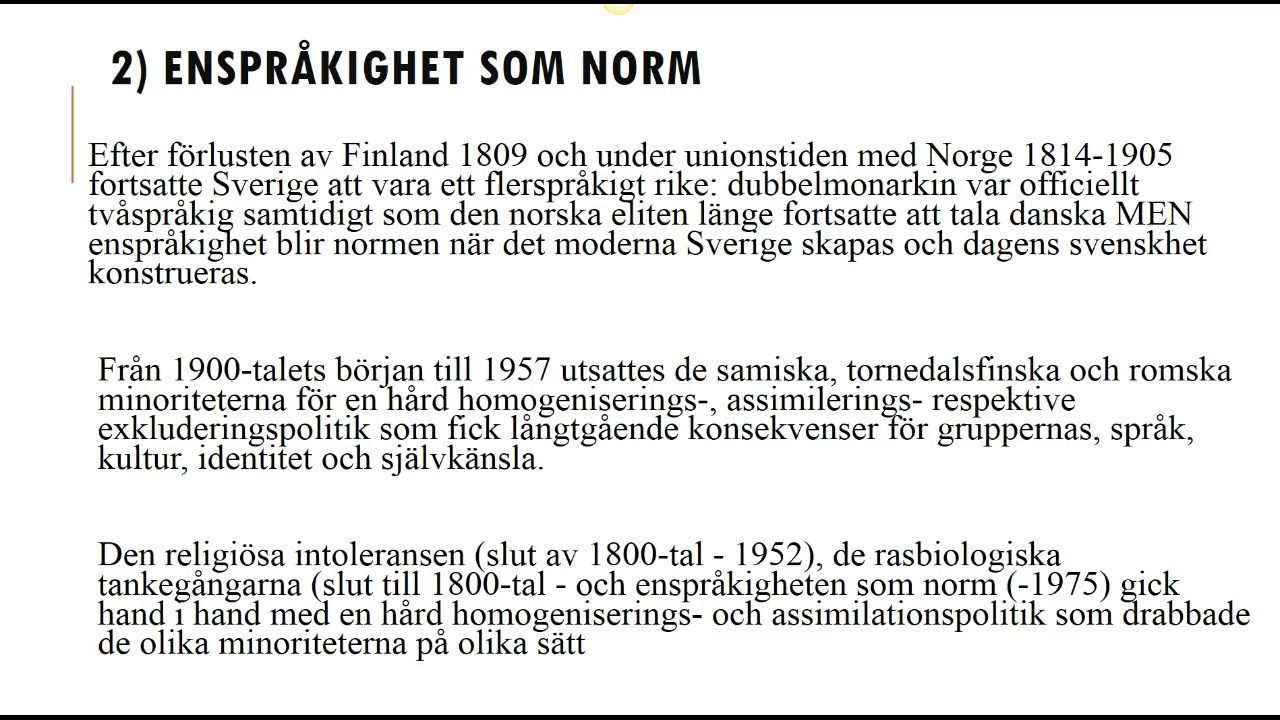 2) ENSPRÅKIGHET SOM NORM
Efter förlusten av Finland 1809 och under unionstiden med Norge 1814-1905
fortsatte Sverige att vara ett flerspråkigt rike: dubbelmonarkin var officiellt
tvåspråkig samtidigt som den norska eliten länge fortsatte att tala danska MEN
enspråkighet blir normen när det moderna Sverige skapas och dagens svenskhet
konstrueras.
Från 1900-talets början till 1957 utsattes de samiska, tornedalsfinska och romska
minoriteterna för en hård homogeniserings-, assimilerings- respektive
exkluderingspolitik som fick långtgående konsekvenser för gruppernas, språk,
kultur, identitet och självkänsla.
Den religiösa intoleransen (slut av 1800-tal - 1952), de rasbiologiska
tankegångarna (slut till 1800-tal - och enspråkigheten som norm (-1975) gick
hand i hand med en hård homogeniserings- och assimilationspolitik som drabbade
de olika minoriteterna på olika sätt